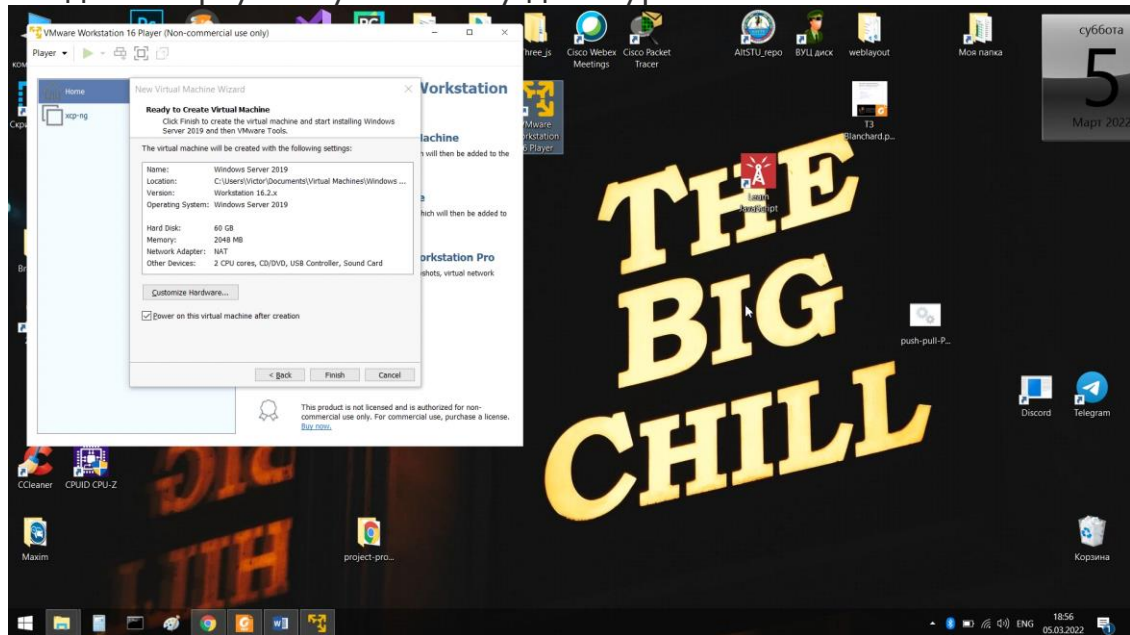 VMware Workstation 16 Player (Non-commercial use only)
Player
Home
xcp-ng
New Virtual Machine Wizard
Ready to Create Virtual Machine
Click Finish to create the virtual machine and start installing Windows
Server 2019 and then VMware Tools.
The virtual machine will be created with the following settings:
Name: Windows Server 2019
Location: C:\Users\Victor\Documents\Virtual Machines\Windows ...
Version: Workstation 16.2.x
Operating System: Windows Server 2019
Hard Disk: 60 GB
Memory: 2048 MB
Network Adapter: NAT
Other Devices: 2 CPU cores, CD/DVD, USB Controller, Sound Card
Customize Hardware...
Power on this virtual machine after creation
< Back
Finish
Cancel
Workstation
will then be added to the
hich will then be added to
orkstation Pro
shots, virtual network
This product is not licensed and is authorized for non-
commercial use only. For commercial use, purchase a license.
Buy now.
Three_js
Cisco Webex
Meetings
Cisco Packet
Tracer
AltSTU_repo
ВУЦ диск
weblayout
Моя папка
суббота
5
Март 2022
VMware
Workstation
6 Player
ТЗ
Blanchard.p...
Learn
JavaScript
THE
BIG
CHILL
push-pull-P...
Discord
Telegram
CCleaner
CPUID CPU-Z
Maxim
project-pro...
Корзина
ENG
18:56
05.03.2022